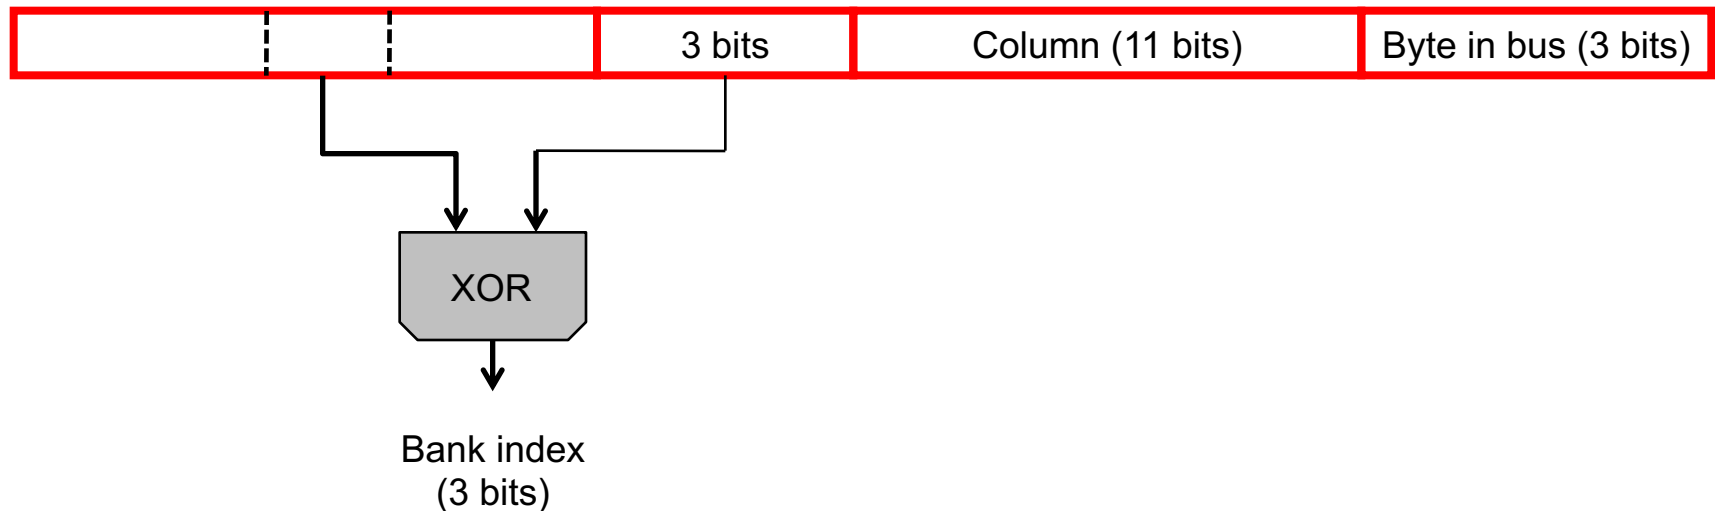 3 bits
Column (11 bits)
Byte in bus (3 bits)
XOR
Bank index
(3 bits)